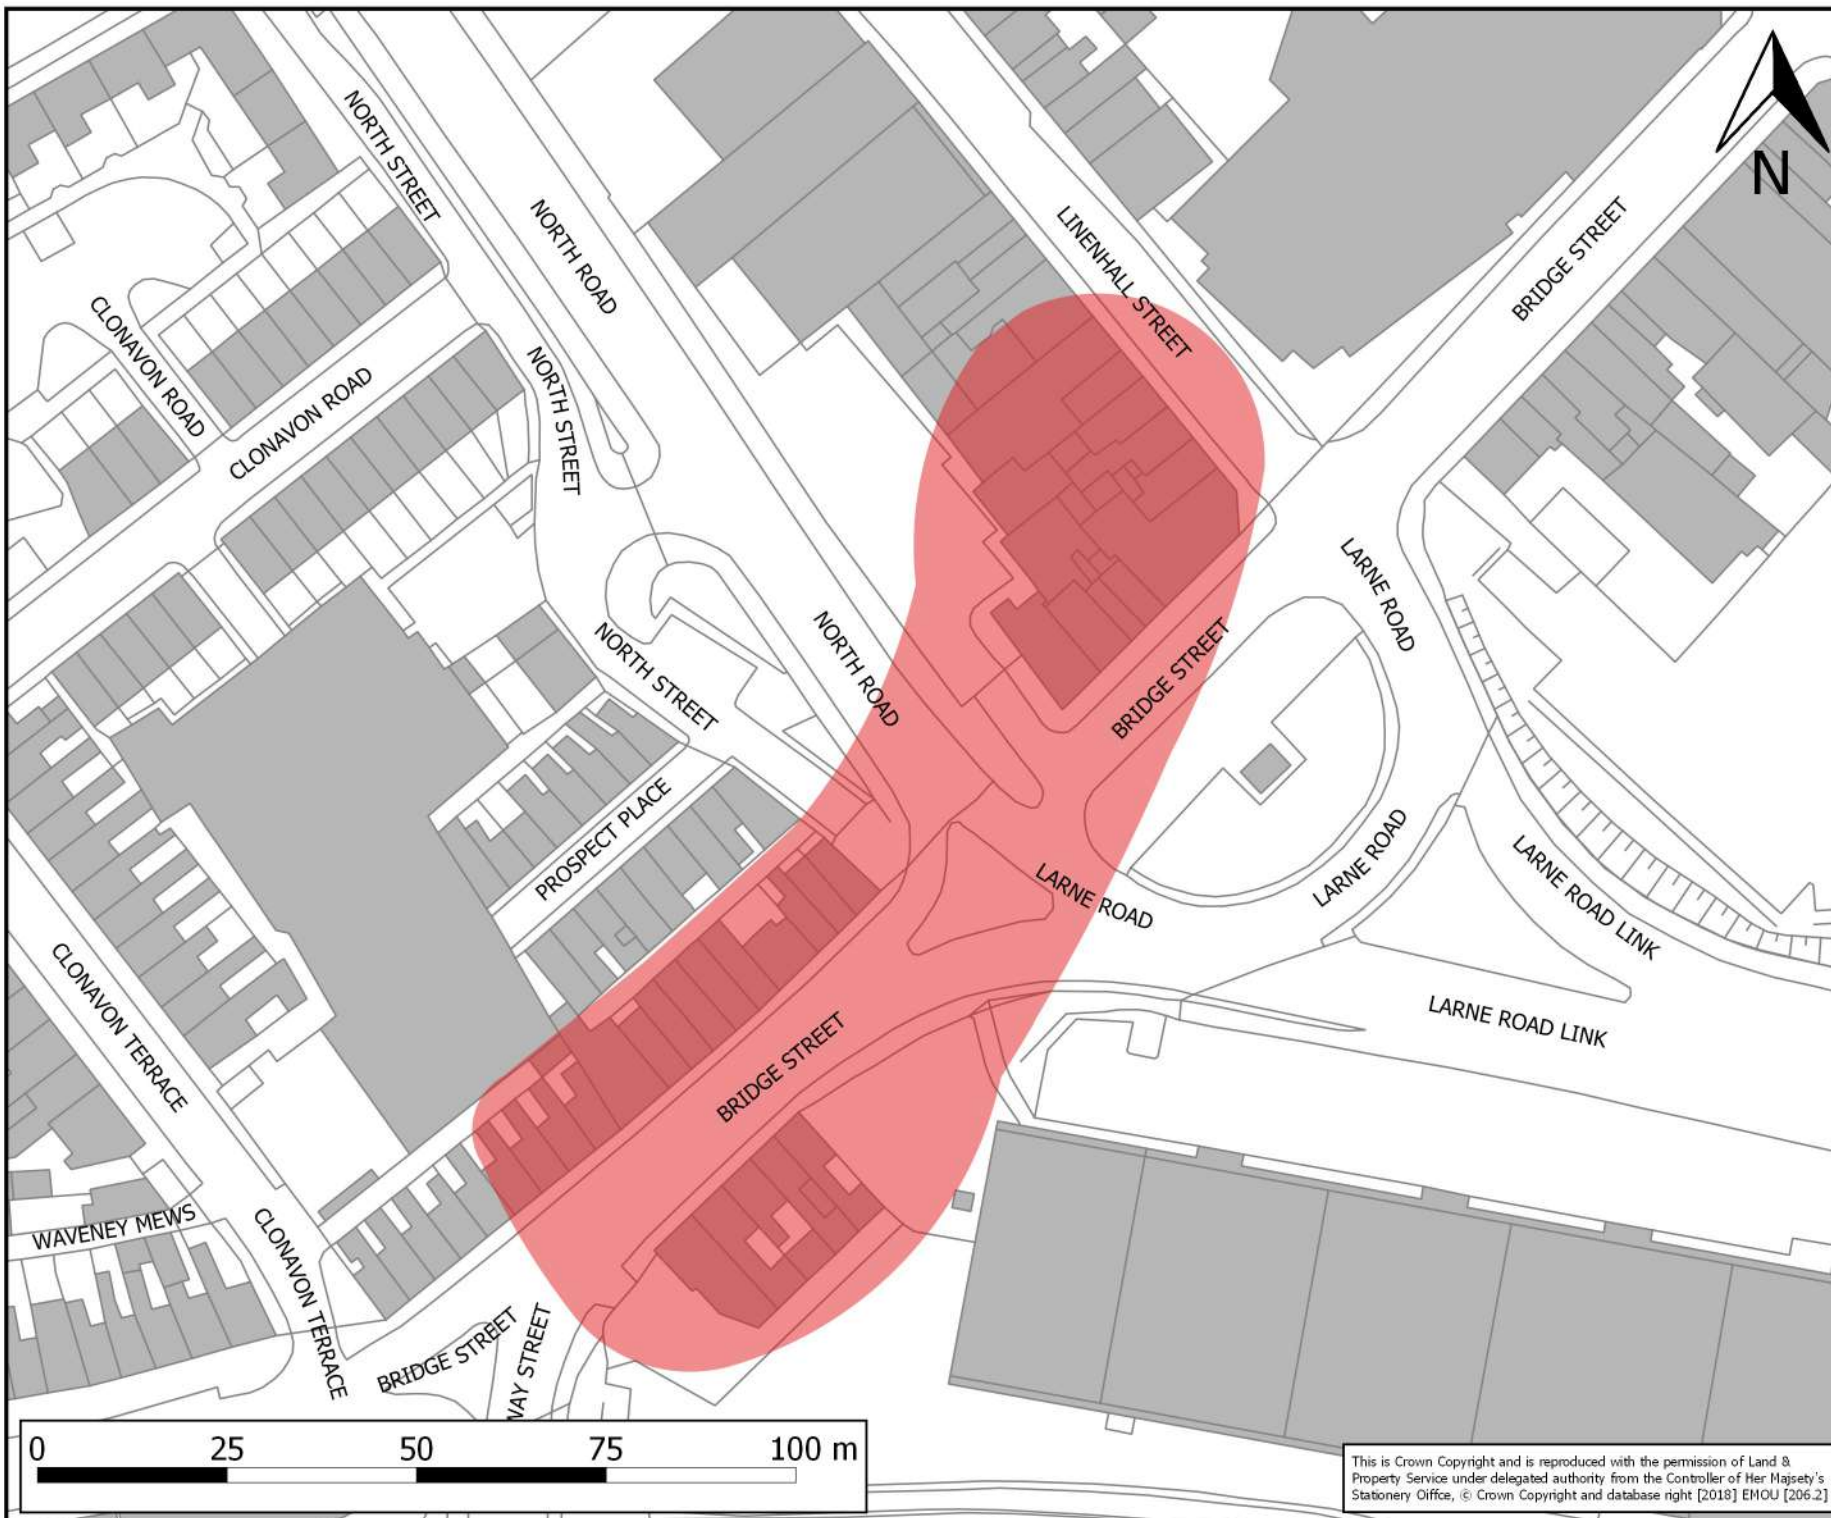 NORTH STREET
N
NORTH ROAD
LINENHALL STREET
BRIDGE STREET
CLONAVON ROAD
CLONAVON ROAD
NORTH STREET
LARNE ROAD
NORTH STREET
NORTH ROAD
BRIDGE STREET
PROSPECT PLACE
LARNE ROAD
LARNE ROAD
LARNE ROAD LINK
CLONAVON TERRACE
BRIDGE STREET
LARNE ROAD LINK
WAVENEY MEWS
CLONAVON TERRACE
BRIDGE STREET
WAY STREET
0 25 50 75 100 m
This is Crown Copyright and is reproduced with the permission of Land &
Property Service under delegated authority from the Controller of Her Majsety's
Stationery Oiffce, © Crown Copyright and database right [2018] EMOU [206.2]